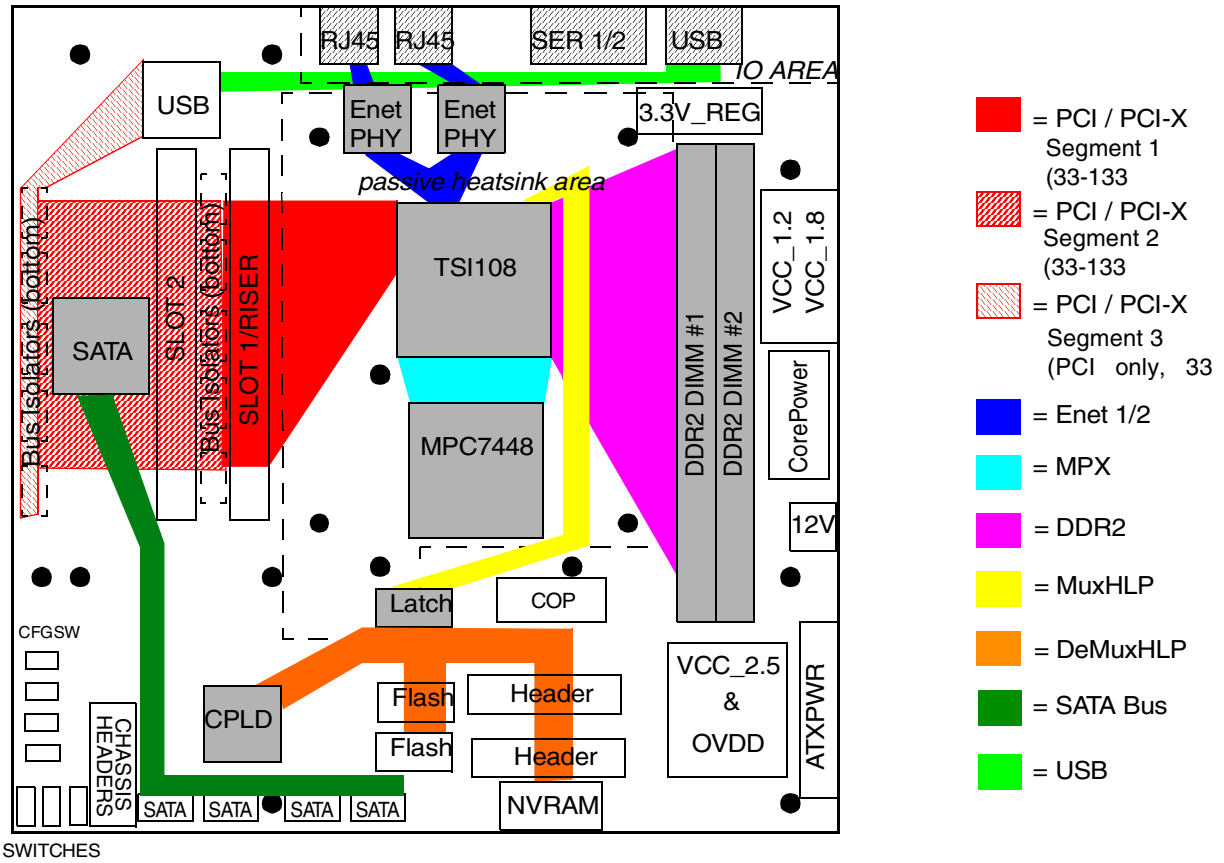 RJ45 RJ45 SER 1/2 USB
IO AREA
USB
Enet
PHY
Enet
PHY
3.3V_REG
passive heatsink area
Bus Isolators (bottom)
SATA
SLOT 2
Bus Isolators (bottom)
SLOT 1/RISER
TSI108
MPC7448
DDR2 DIMM #1
DDR2 DIMM #2
VCC_1.2
VCC_1.8
CorePower
12V
Latch
COP
CFGSW
CPLD
Flash
Flash
Header
Header
NVRAM
VCC_2.5
&
OVDD
ATXPWR
CHASSIS
HEADERS
SATA SATA SATA SATA
SWITCHES
= PCI / PCI-X
Segment 1
(33-133
= PCI / PCI-X
Segment 2
(33-133
= PCI / PCI-X
Segment 3
(PCI only, 33
= Enet 1/2
= MPX
= DDR2
= MuxHLP
= DeMuxHLP
= SATA Bus
= USB